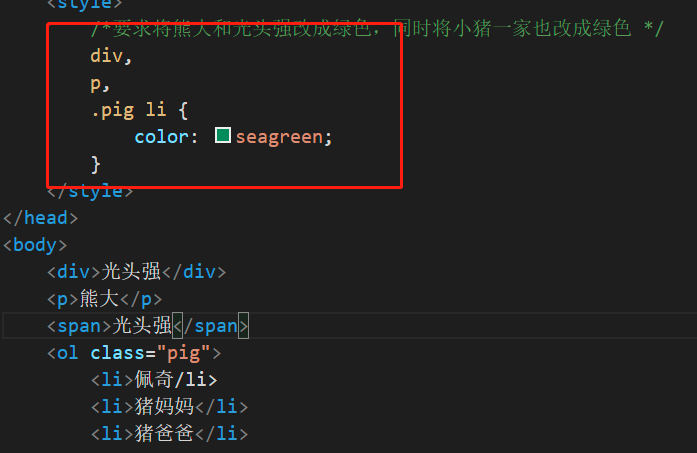 <style>
/*要求将熊大和光头强改成绿色，同时将小猪一家也改成绿色 */
div,
p,
.pig li {
color: seagreen;
}
</style>
</head>
<body>
<div>光头强</div>
<p>熊大</p>
<span>光头强</span>
<ol class="pig">
<li>佩奇/li>
<li>猪妈妈</li>
<li>猪爸爸</li>